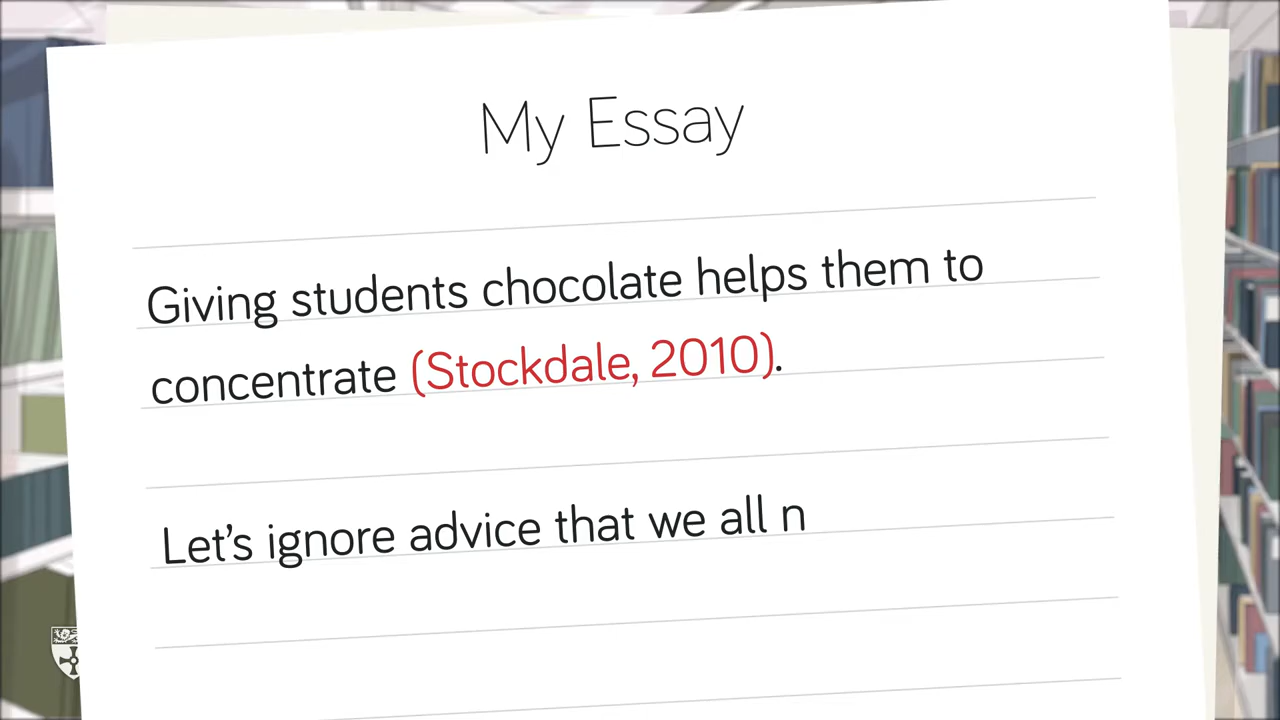 My Essay
Giving students chocolate helps them to
concentrate (Stockdale, 2010).
Let's ignore advice that we all n